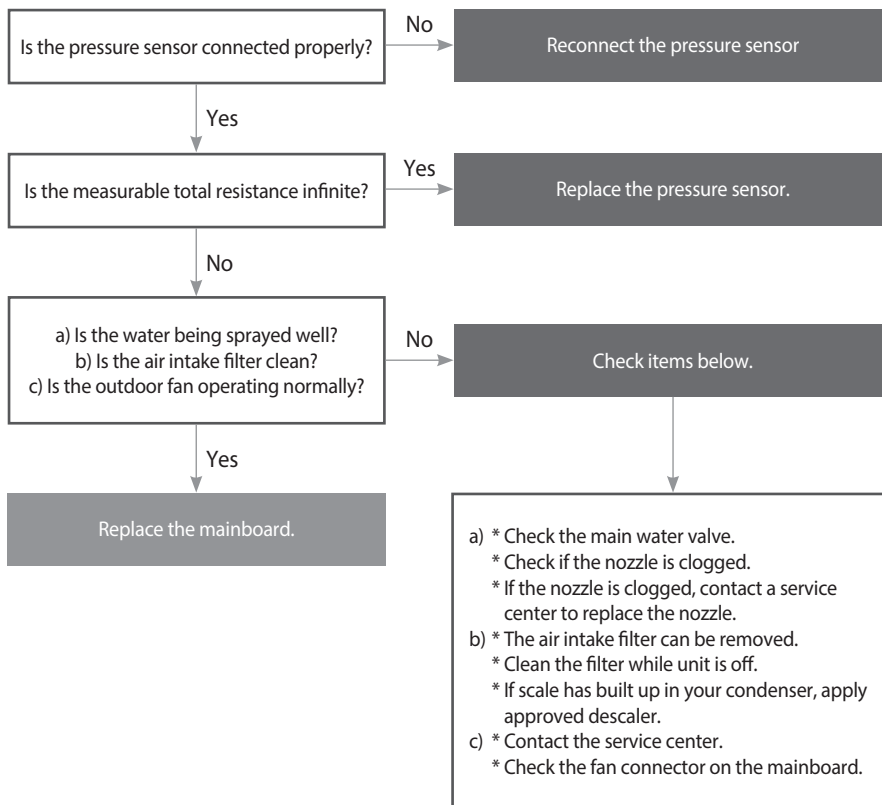 Is the pressure sensor connected properly?
No
Reconnect the pressure sensor
Yes
Is the measurable total resistance infinite?
Yes
Replace the pressure sensor.
No
a) Is the water being sprayed well?
b) Is the air intake filter clean?
c) Is the outdoor fan operating normally?
No
Check items below.
Yes
Replace the mainboard.
a) * Check the main water valve.
* Check if the nozzle is clogged.
* If the nozzle is clogged, contact a service
center to replace the nozzle.
b) * The air intake filter can be removed.
* Clean the filter while unit is off.
* If scale has built up in your condenser, apply
approved descaler.
c) * Contact the service center.
* Check the fan connector on the mainboard.